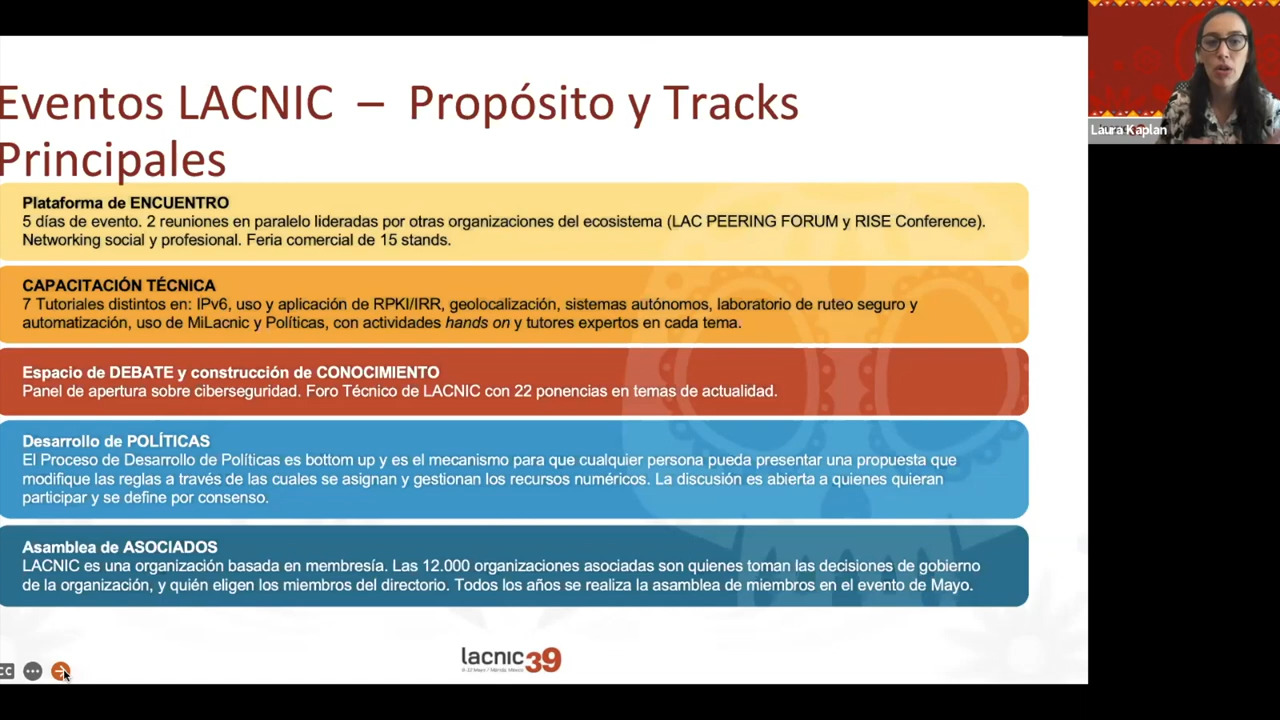 Eventos LACNIC – Propósito y Tracks
Principales
Plataforma de ENCUENTRO
5 días de evento. 2 reuniones en paralelo lideradas por otras organizaciones del ecosistema (LAC PEERING FORUM y RISE Conference).
Networking social y profesional. Feria comercial de 15 stands.
CAPACITACIÓN TÉCNICA
7 Tutoriales distintos en: IPv6, uso y aplicación de RPKI/IRR, geolocalización, sistemas autónomos, laboratorio de ruteo seguro y
automatización, uso de MiLacnic y Políticas, con actividades hands on y tutores expertos en cada tema.
Espacio de DEBATE y construcción de CONOCIMIENTO
Panel de apertura sobre ciberseguridad. Foro Técnico de LACNIC con 22 ponencias en temas de actualidad.
Desarrollo de POLÍTICAS
El Proceso de Desarrollo de Políticas es bottom up y es el mecanismo para que cualquier persona pueda presentar una propuesta que
modifique las reglas a través de las cuales se asignan y gestionan los recursos numéricos. La discusión es abierta a quienes quieran
participar y se define por consenso.
Asamblea de ASOCIADOS
LACNIC es una organización basada en membresía. Las 12.000 organizaciones asociadas son quienes toman las decisiones de gobierno
de la organización, y quién eligen los miembros del directorio. Todos los años se realiza la asamblea de miembros en el evento de Mayo.
lacnic39
CC
Laura Kaplan